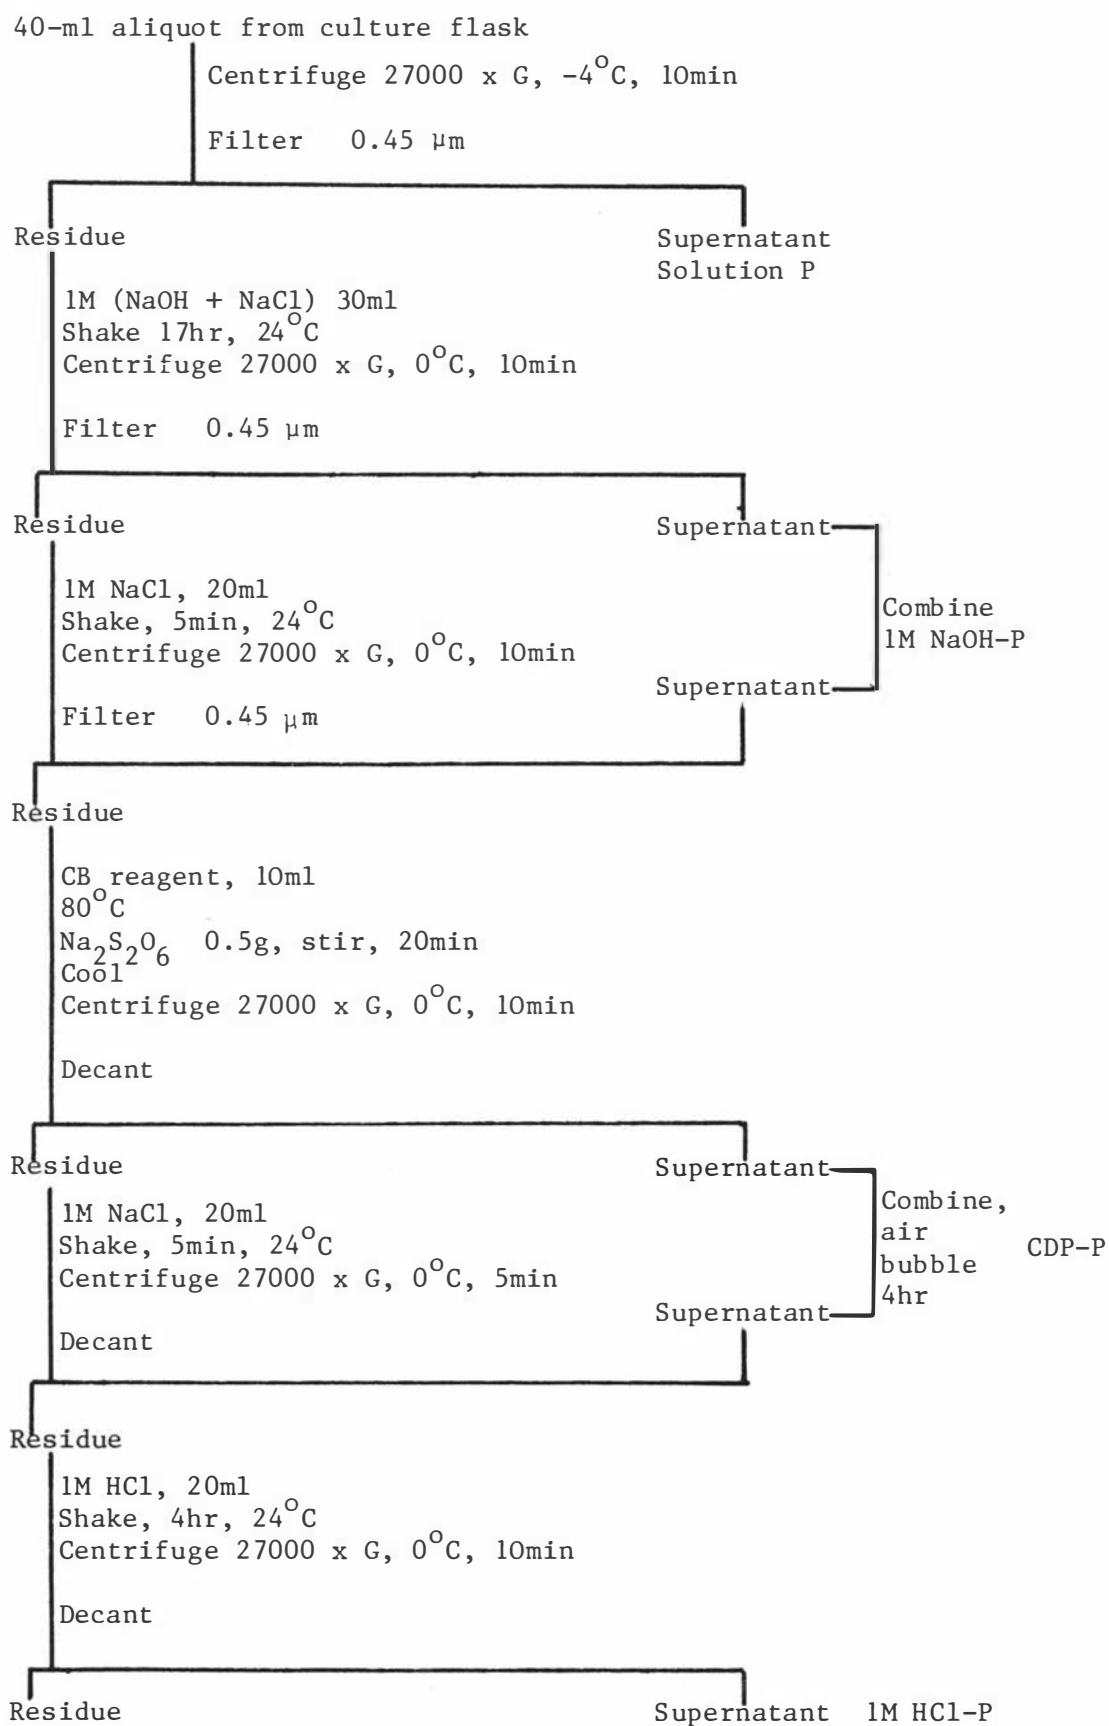 40-ml aliquot from culture flask
Centrifuge 27000 x G, -4°C, 10min
Filter 0.45 μm
Residue
Supernatant
Solution P
1M (NaOH + NaCl) 30ml
Shake 17hr, 24°C
Centrifuge 27000 x G, 0°C, 10min
Filter 0.45 μm
Residue
Supernatant
1M NaCl, 20ml
Shake, 5min, 24°C
Centrifuge 27000 x G, 0°C, 10min
Filter 0.45 μm
Supernatant
Combine
1M NaOH-P
Residue
CB reagent, 10ml
80°C
Na2S2O6 0.5g, stir, 20min
Cool
Centrifuge 27000 x G, 0°C, 10min
Decant
Residue
Supernatant
1M NaCl, 20ml
Shake, 5min, 24°C
Centrifuge 27000 x G, 0°C, 5min
Decant
Supernatant
Combine,
air
bubble
4hr
CDP-P
Residue
1M HCl, 20ml
Shake, 4hr, 24°C
Centrifuge 27000 x G, 0°C, 10min
Decant
Residue
Supernatant 1M HCl-P